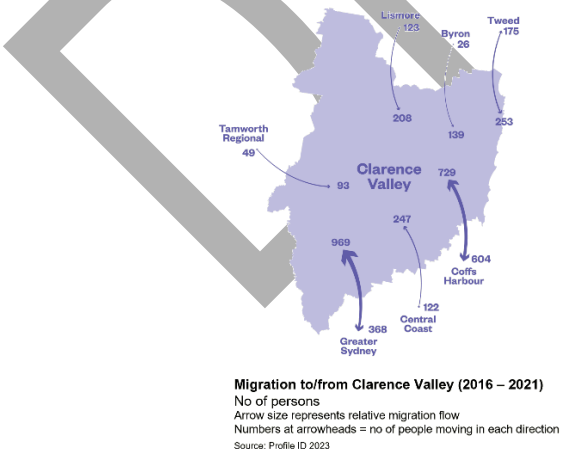 Lismore
123
Byron
26
Tweed
175
208
139
253
Tamworth
Regional
49
93
Clarence
Valley
729
247
969
604
Coffs
Harbour
122
Central
Coast
368
Greater
Sydney
Migration to/from Clarence Valley (2016 – 2021)
No of persons
Arrow size represents relative migration flow
Numbers at arrowheads = no of people moving in each direction
Source: Profile ID 2023